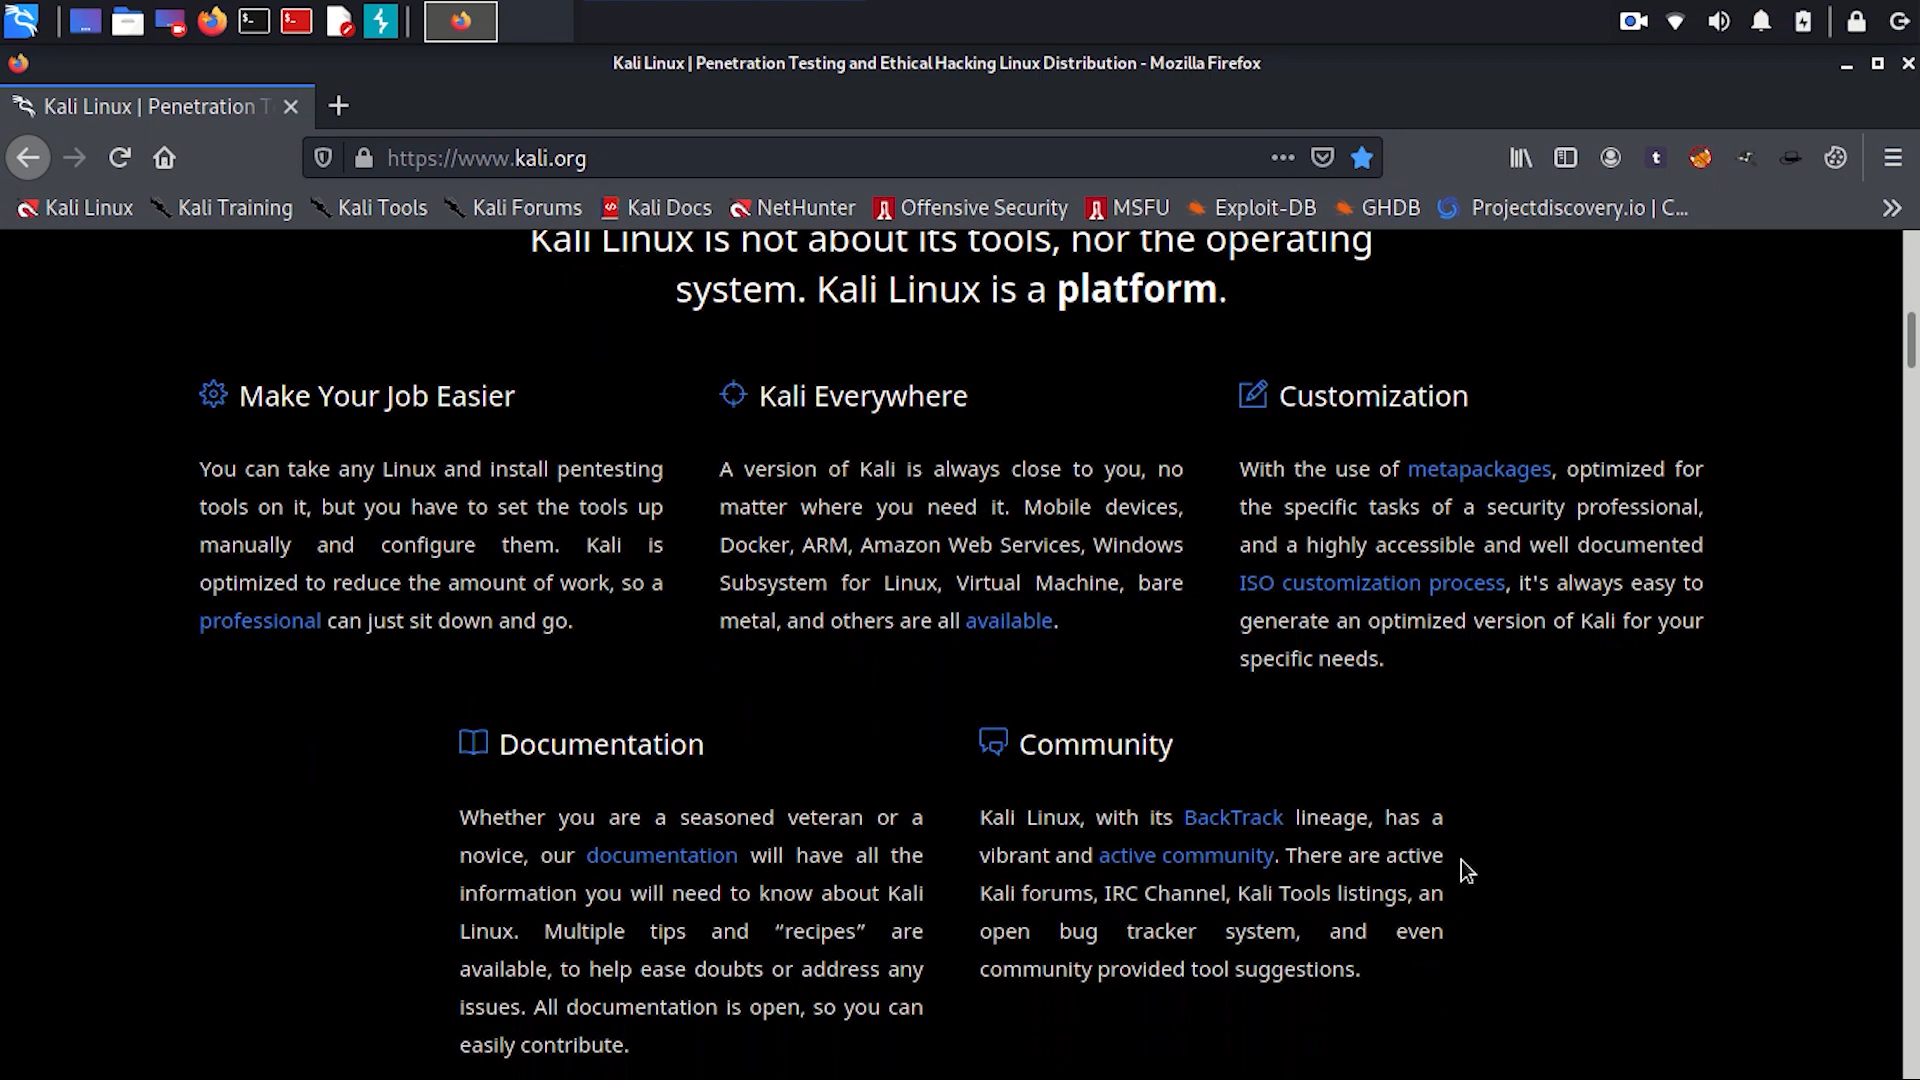 Kali Linux | Penetration Testing and Ethical Hacking Linux Distribution - Mozilla Firefox
Kali Linux | Penetration T
https://www.kali.org
Kali Linux Kali Training Kali Tools Kali Forums Kali Docs NetHunter Offensive Security MSFU Exploit-DB GHDB Projectdiscovery.io | C...
Kali Linux is not about its tools, nor the operating
system. Kali Linux is a platform.
Make Your Job Easier
You can take any Linux and install pentesting
tools on it, but you have to set the tools up
manually and configure them. Kali is
optimized to reduce the amount of work, so a
professional can just sit down and go.
Kali Everywhere
A version of Kali is always close to you, no
matter where you need it. Mobile devices,
Docker, ARM, Amazon Web Services, Windows
Subsystem for Linux, Virtual Machine, bare
metal, and others are all available.
Customization
With the use of metapackages, optimized for
the specific tasks of a security professional,
and a highly accessible and well documented
ISO customization process, it's always easy to
generate an optimized version of Kali for your
specific needs.
Documentation
Whether you are a seasoned veteran or a
novice, our documentation will have all the
information you will need to know about Kali
Linux. Multiple tips and “recipes” are
available, to help ease doubts or address any
issues. All documentation is open, so you can
easily contribute.
Community
Kali Linux, with its BackTrack lineage, has a
vibrant and active community. There are active
Kali forums, IRC Channel, Kali Tools listings, an
open bug tracker system, and even
community provided tool suggestions.